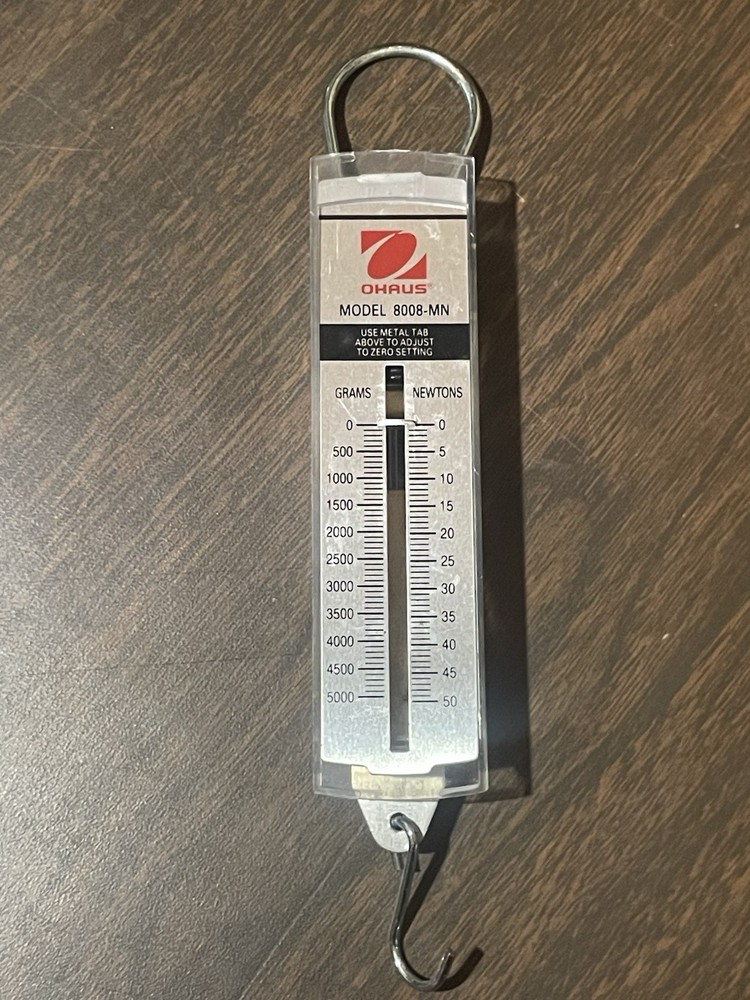 OHAUS
MODEL 8008-MN
USE METAL TAB
ABOVE TO ADJUST
TO ZERO SETTING
GRAMS NEWTONS
0 0
500 5
1000 10
1500 15
2000 20
2500 25
3000 30
3500 35
4000 40
4500 45
5000 50